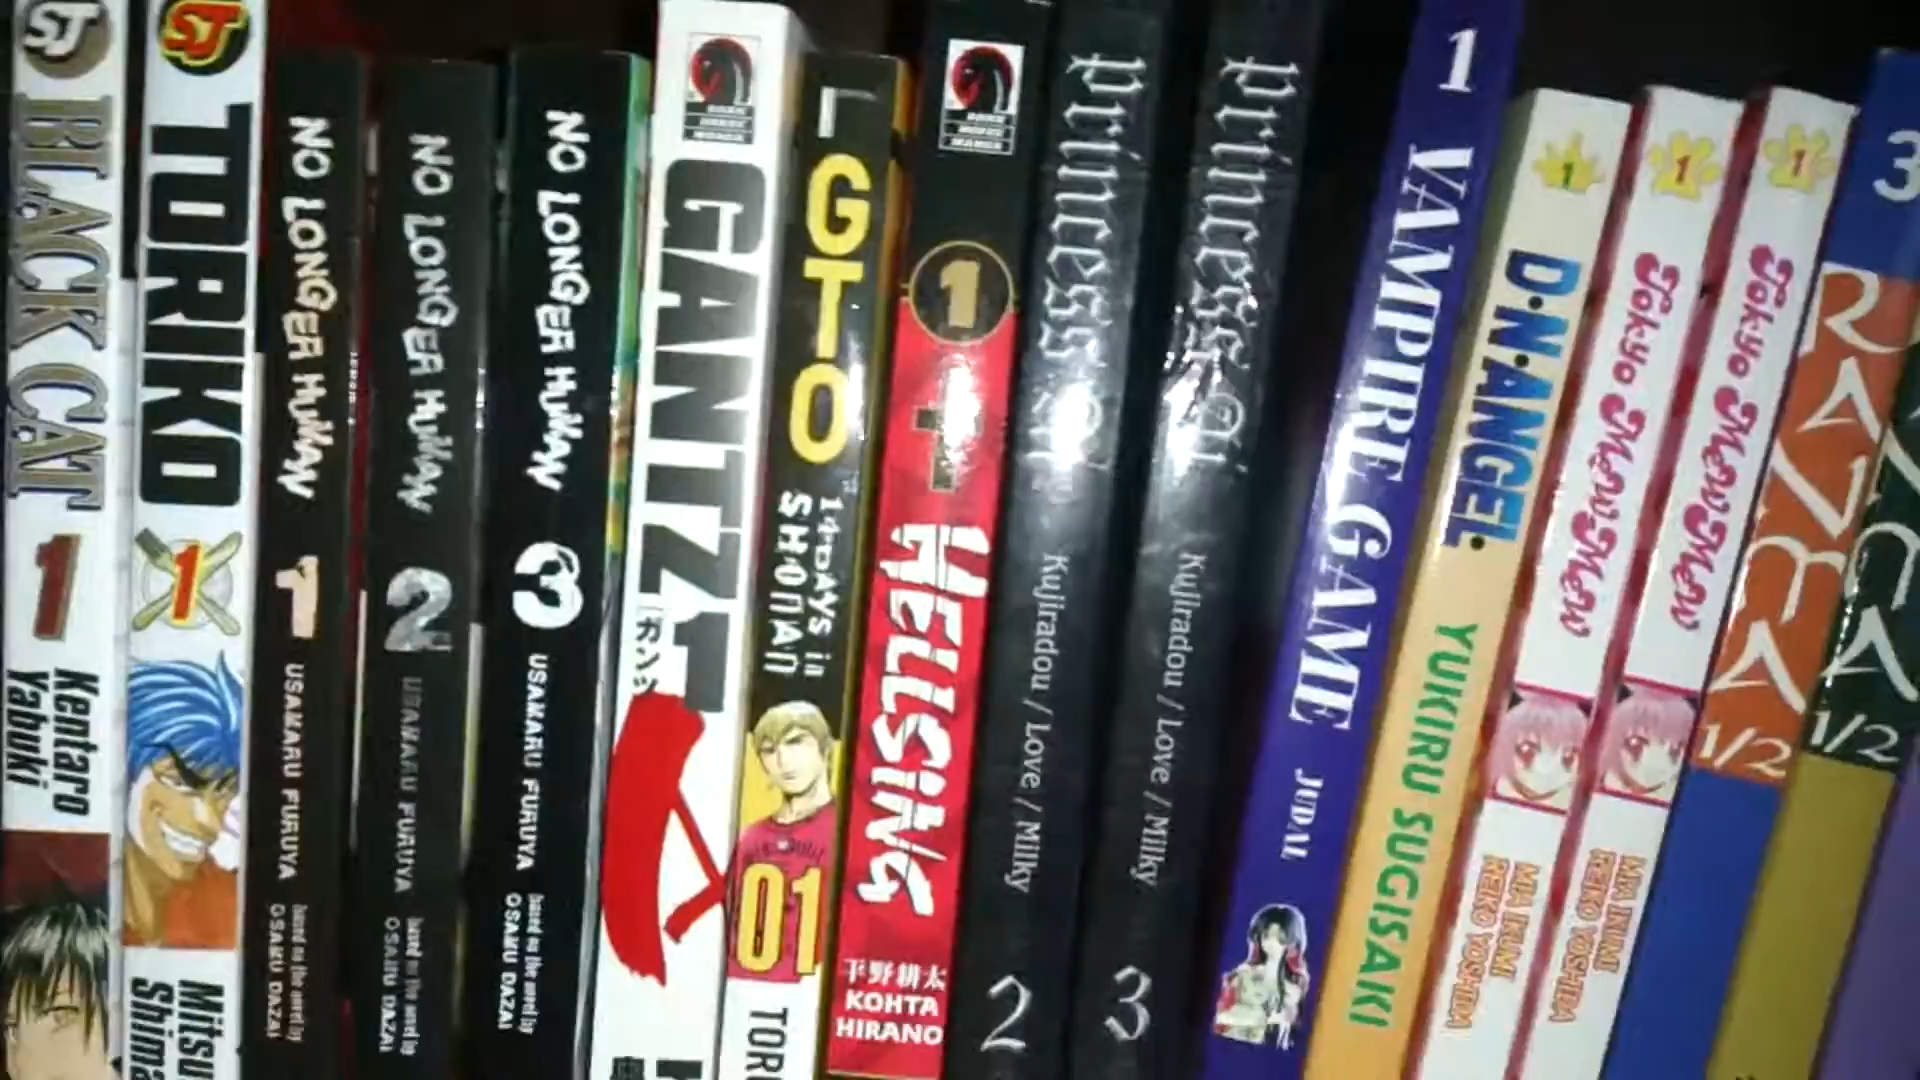 SJ
BLACK CAT
1
Kentaro
Yabuki
SJ
TORIKO
1
NO LONGER HUMAN
1
USAMARU FURUYA
based on the novel by
OSAMU DAZAI
NO LONGER HUMAN
2
USAMARU FURUYA
based on the novel by
OSAMU DAZAI
NO LONGER HUMAN
3
USAMARU FURUYA
based on the novel by
OSAMU DAZAI
GANTZ
1
GTO
14 DAYS in
SHONAN
01
1
HELLSING
平野耕太
KOHTA
HIRANO
princess Ai
Kujiradou / Love / Milky
2
princess Ai
Kujiradou / Love / Milky
3
1
VAMPIRE GAME
JUDAL
1
D·N·ANGEL·
YUKIRU SUGISAKI
1
Tokyo Mew Mew
MIA IKUMI
REIKO YOSHIDA
1
Tokyo Mew Mew
MIA IKUMI
REIKO YOSHIDA
3
RANMA
1/2
1/2